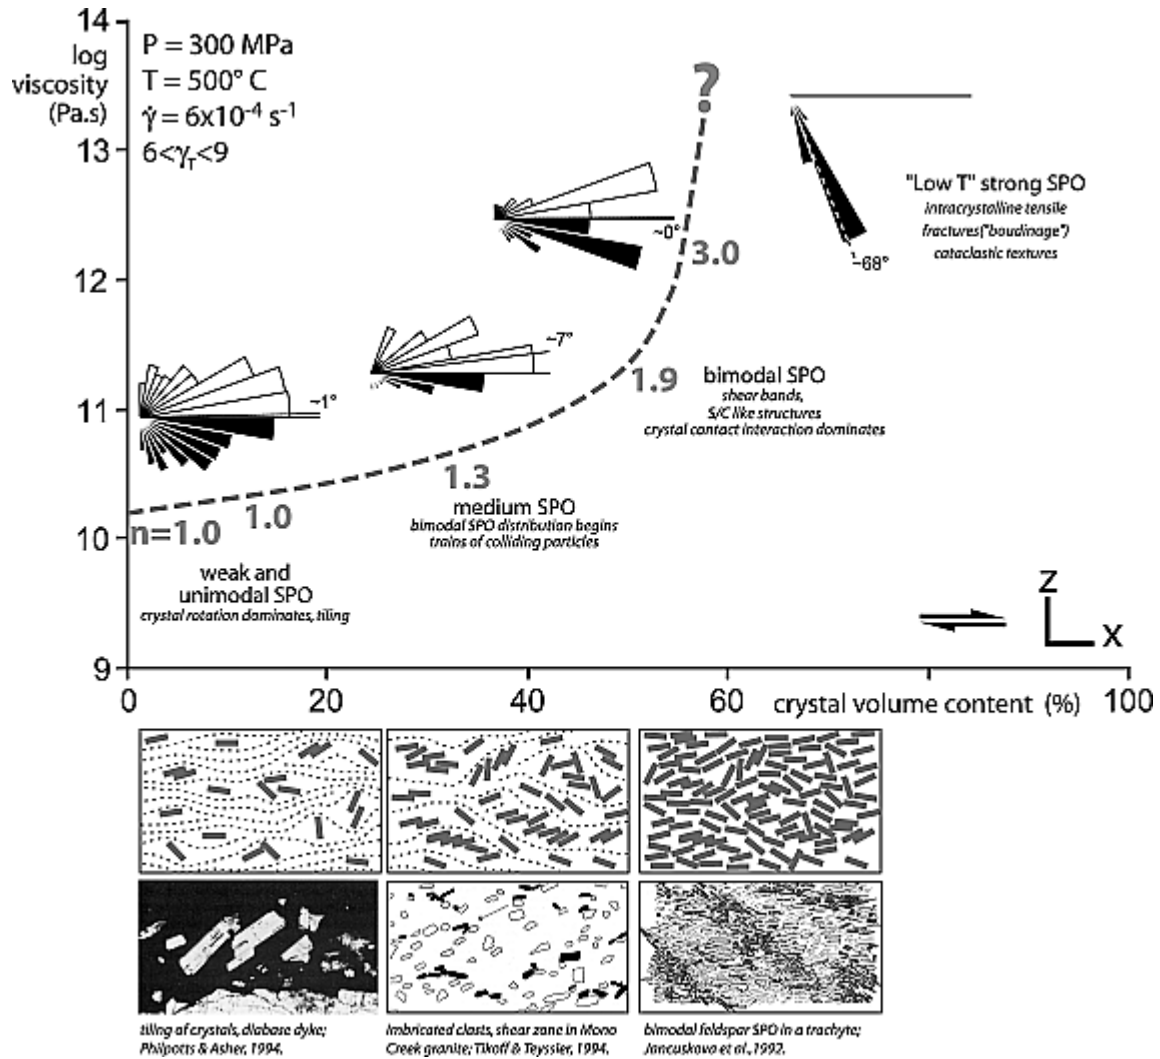 14
log
viscosity
(Pa.s)
P = 300 MPa
T = 500° C
γ̇ = 6x10⁻⁴ s⁻¹
6<γT<9
13
12
11
10
9
?
~0°
3.0
"Low T" strong SPO
intracrystalline tensile
fractures("boudinage")
cataclastic textures
~68°
~7°
~1°
1.9
bimodal SPO
shear bands,
S/C like structures
crystal contact interaction dominates
1.3
medium SPO
bimodal SPO distribution begins
trains of colliding particles
n=1.0
1.0
weak and
unimodal SPO
crystal rotation dominates, tiling
Z
X
0
20
40
60
crystal volume content (%)
100
tiling of crystals, diabase dyke;
Philpotts & Asher, 1994.
Imbricated clasts, shear zane in Mono
Creek granite; Tikoff & Teyssier, 1994.
bimodal feldspar SPO in a trachyte;
Jancuskova et al., 1992.